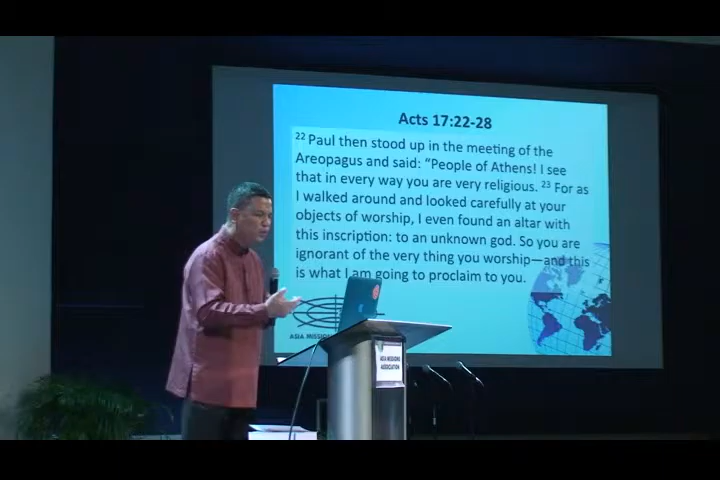 Acts 17:22-28
22 Paul then stood up in the meeting of the
Areopagus and said: “People of Athens! I see
that in every way you are very religious. 23 For as
I walked around and looked carefully at your
objects of worship, I even found an altar with
this inscription: to an unknown god. So you are
ignorant of the very thing you worship—and this
is what I am going to proclaim to you.
ASIA MISSION
ASIA MISSIONS
ASSOCIATION